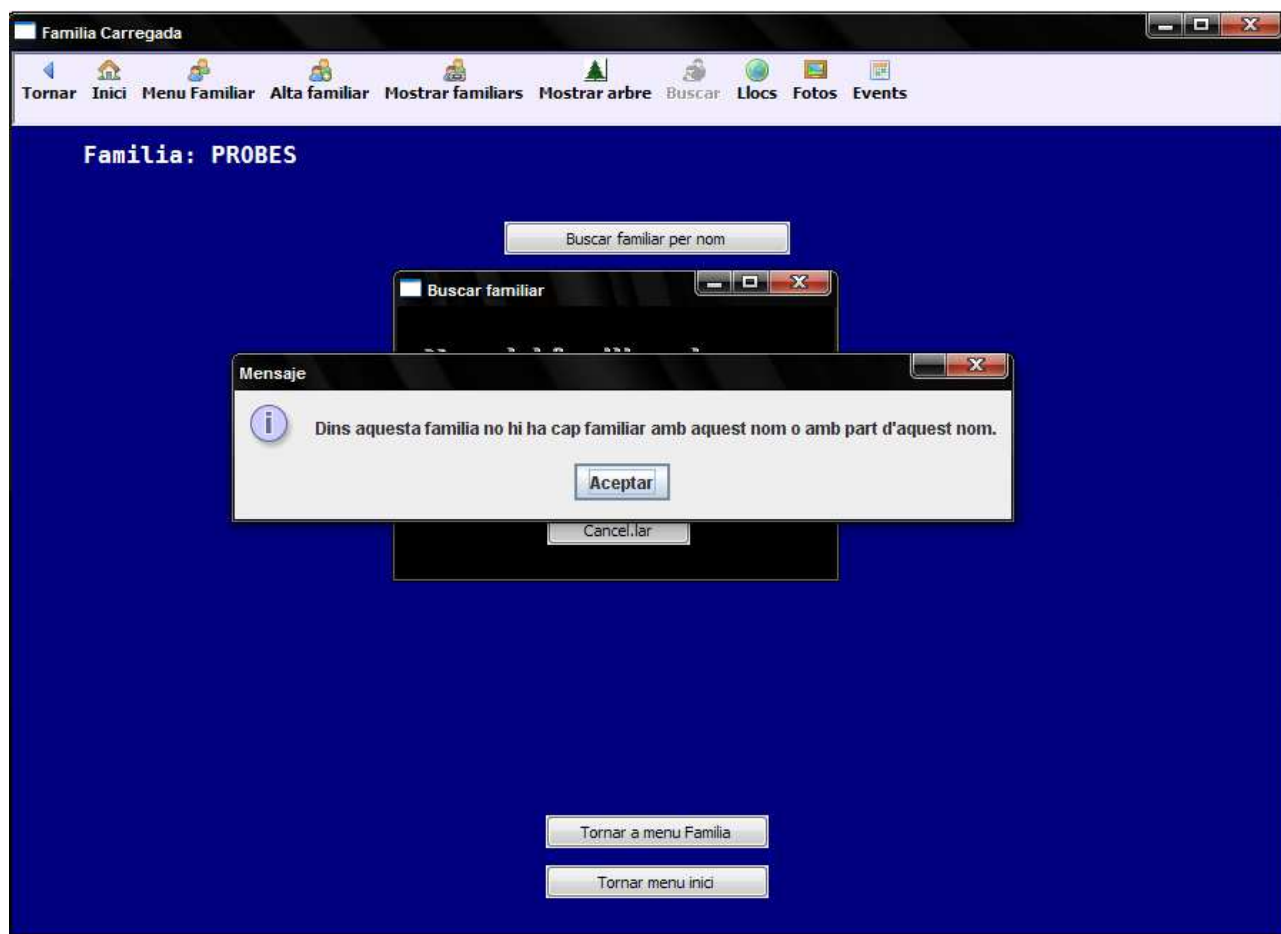 Familia Carregada
Tornar Inici Menu Familiar Alta familiar Mostrar familiars Mostrar arbre Buscar Llocs Fotos Events
Familia: PROBES
Buscar familiar per nom
Buscar familiar
Mensaje
Dins aquesta familia no hi ha cap familiar amb aquest nom o amb part d'aquest nom.
Aceptar
Cancel.lar
Tornar a menu Familia
Tornar menu inici